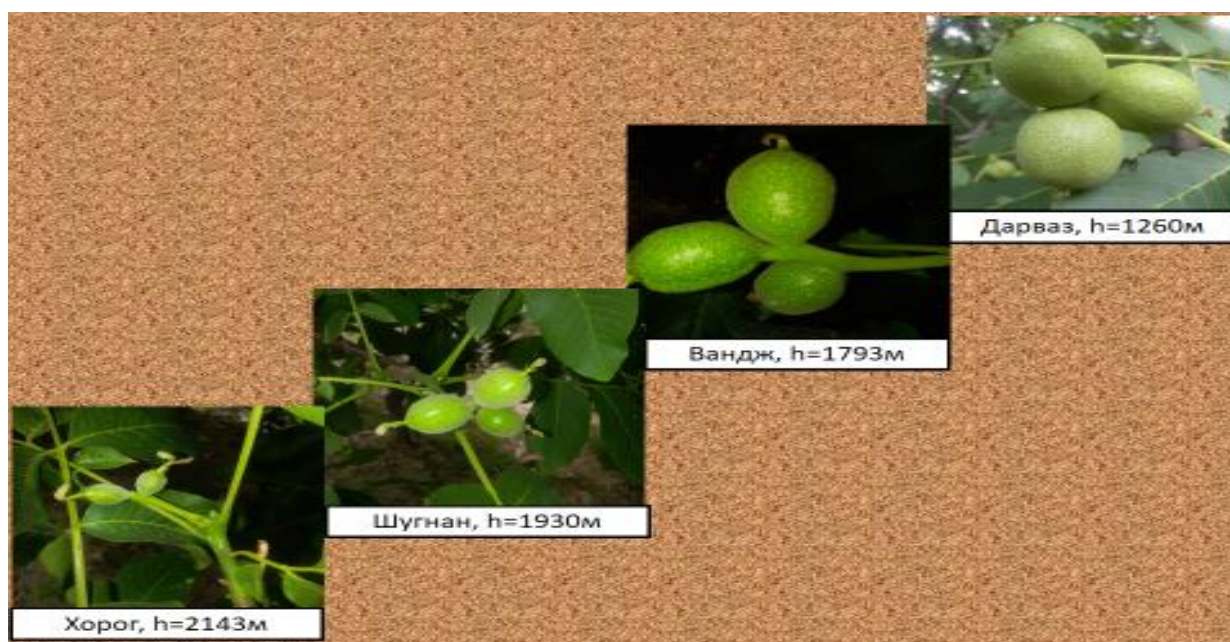 Дарваз, h=1260м
Вандж, h=1793м
Шугнан, h=1930м
Хорог, h=2143м